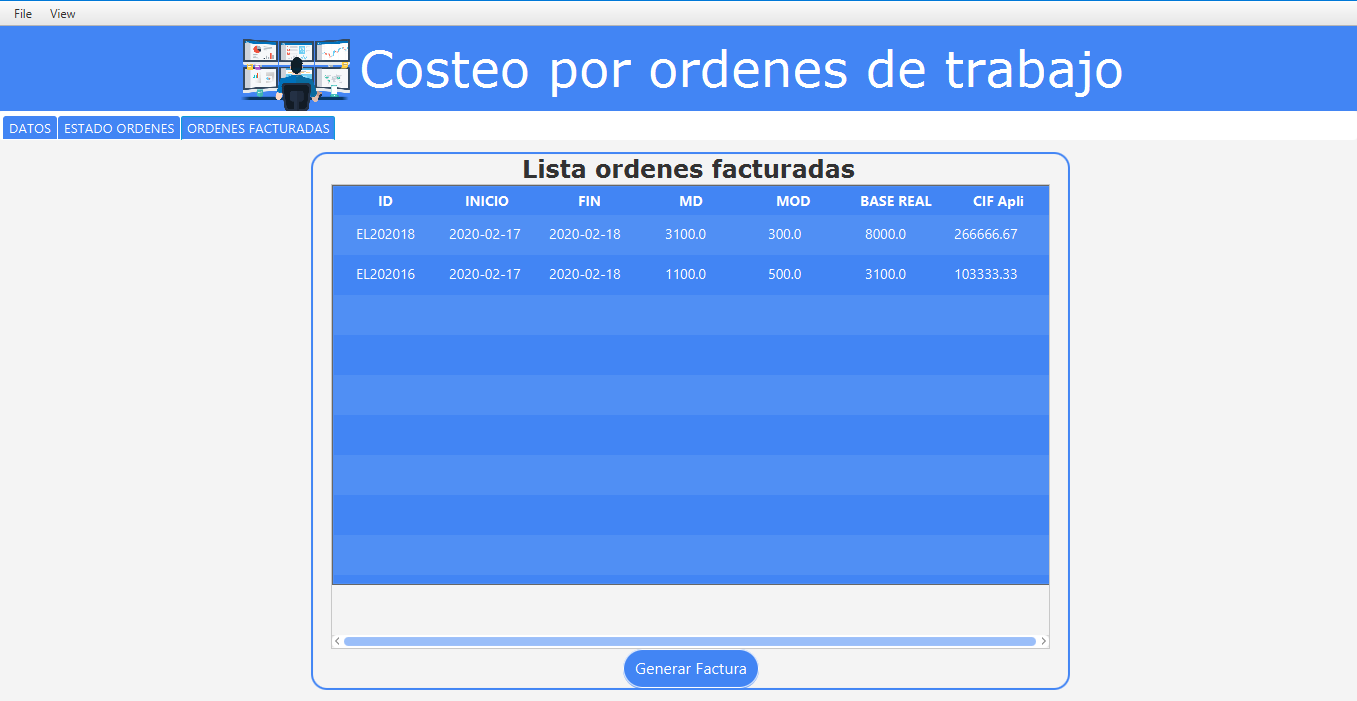 File View
Costeo por ordenes de trabajo
DATOS ESTADO ORDENES ORDENES FACTURADAS
Lista ordenes facturadas
ID INICIO FIN MD MOD BASE REAL CIF Apli
EL202018 2020-02-17 2020-02-18 3100.0 300.0 8000.0 266666.67
EL202016 2020-02-17 2020-02-18 1100.0 500.0 3100.0 103333.33
Generar Factura